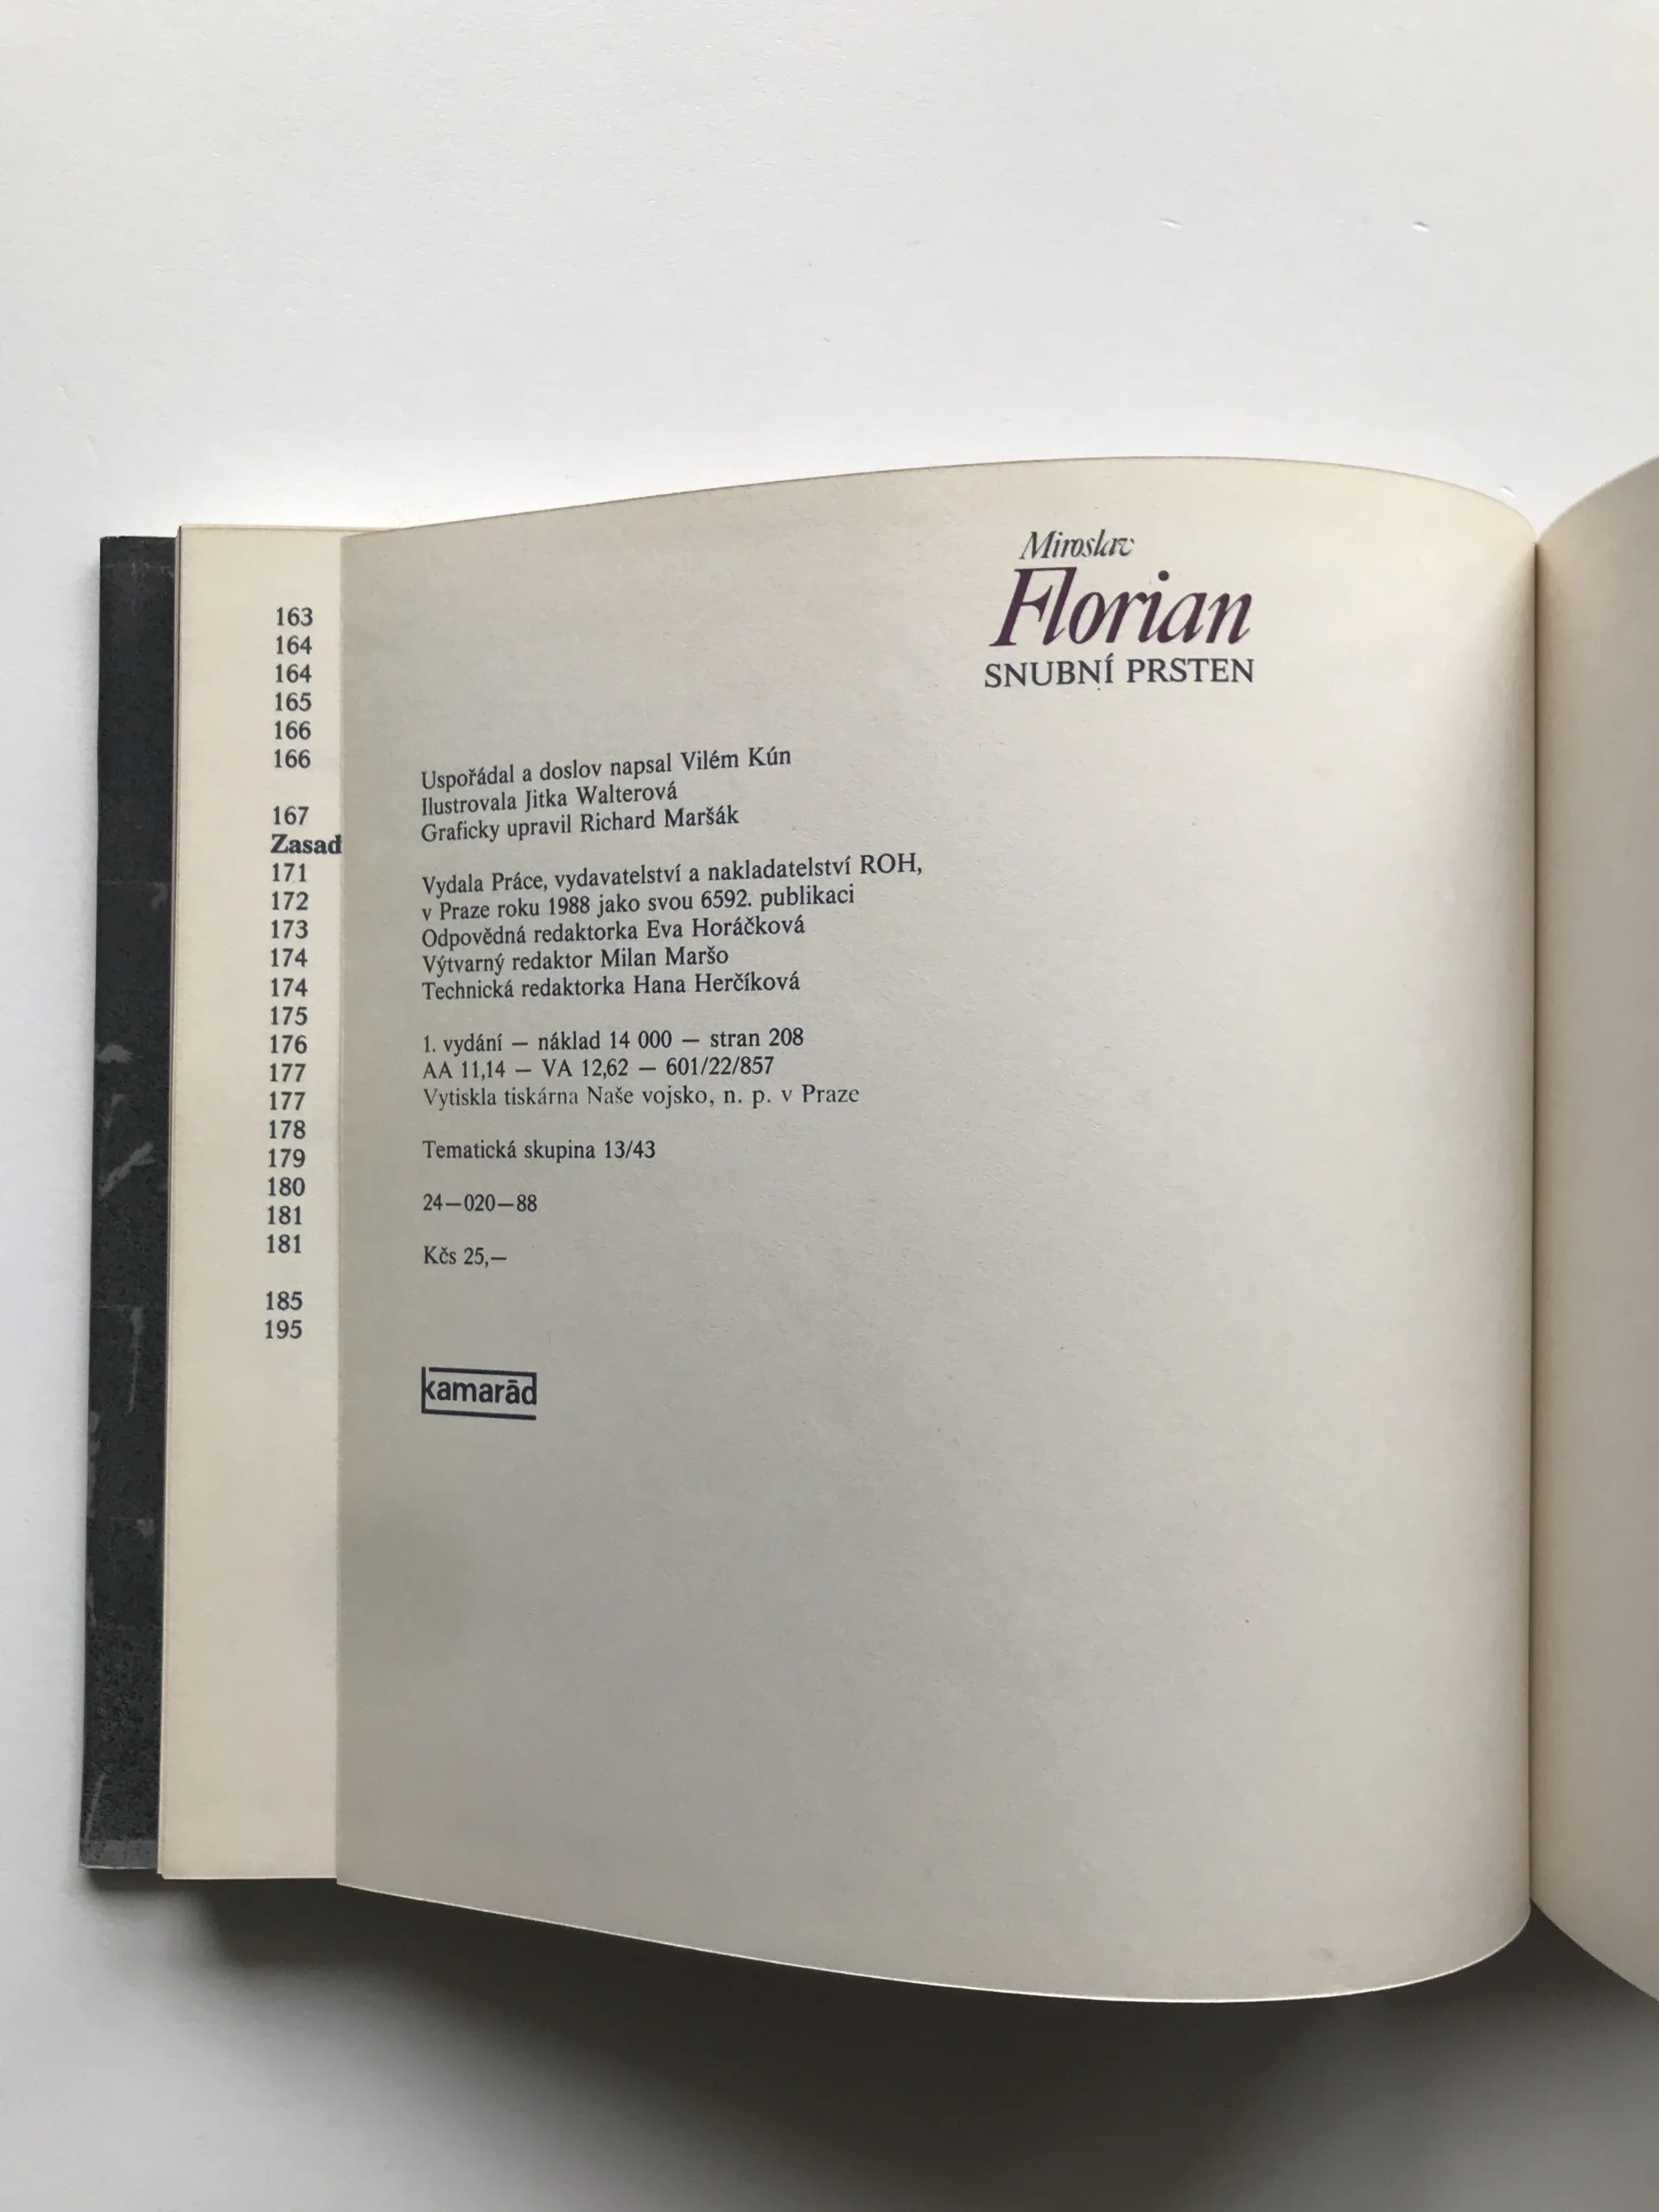 163
164
164
165
166
166
167
Zasad
171
172
173
174
174
175
176
177
177
178
179
180
181
181
185
195
Miroslav
Florian
SNUBNÍ PRSTEN
Uspořádal a doslov napsal Vilém Kún
Ilustrovala Jitka Walterová
Graficky upravil Richard Maršák
Vydala Práce, vydavatelství a nakladatelství ROH,
v Praze roku 1988 jako svou 6592. publikaci
Odpovědná redaktorka Eva Horáčková
Výtvarný redaktor Milan Maršo
Technická redaktorka Hana Herčíková
1. vydání — náklad 14 000 — stran 208
AA 11,14 — VA 12,62 — 601/22/857
Vytiskla tiskárna Naše vojsko, n. p. v Praze
Tematická skupina 13/43
24—020—88
Kčs 25,—
kamarād